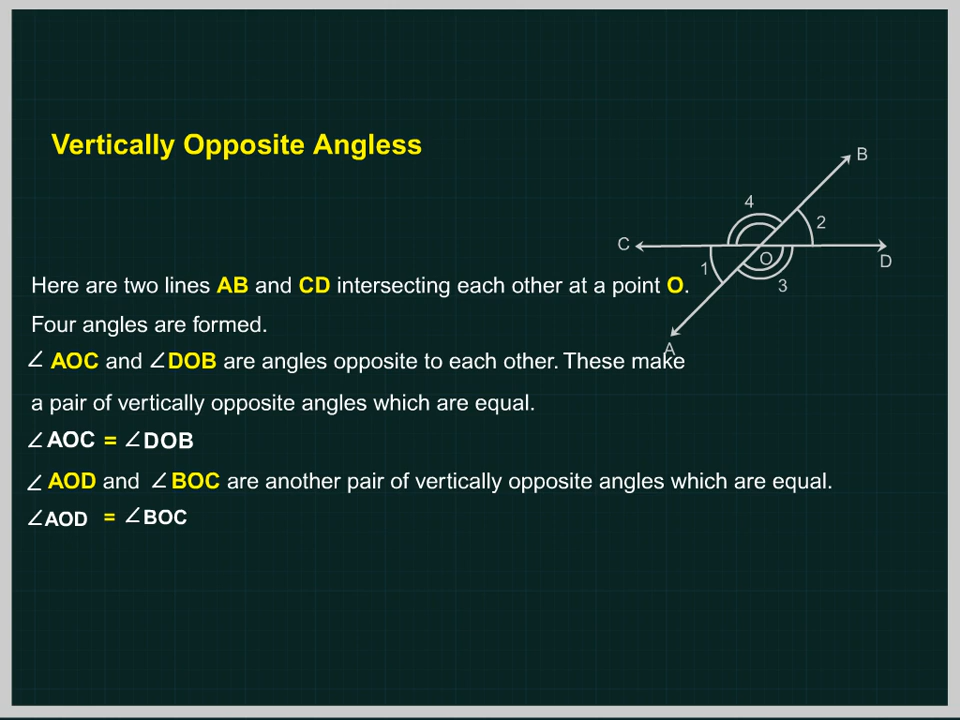 Vertically Opposite Angless
B
4
2
C
O
D
1
3
Here are two lines AB and CD intersecting each other at a point O.
Four angles are formed.
A
∠ AOC and ∠DOB are angles opposite to each other. These make
a pair of vertically opposite angles which are equal.
∠ AOC = ∠DOB
∠ AOD and ∠ BOC are another pair of vertically opposite angles which are equal.
∠AOD = ∠BOC